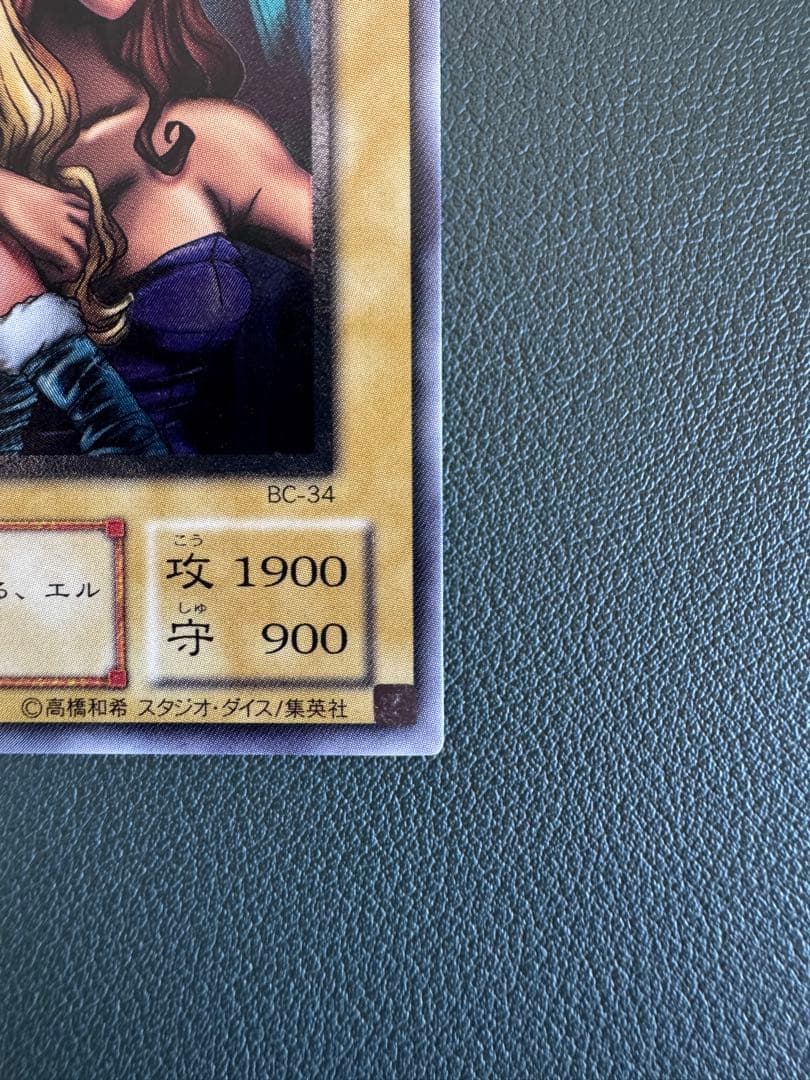 BC-34
る、エル
こう
攻 1900
しゅ
守 900
©高橋和希 スタジオ・ダイス/集英社